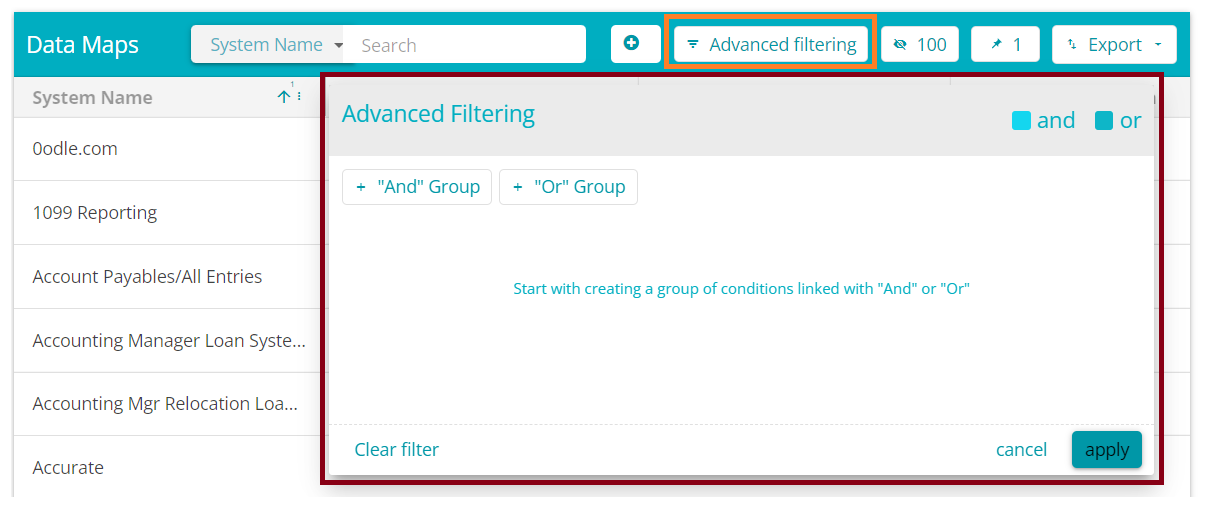 Data Maps
System Name
Search
Advanced filtering
100
1
Export
System Name
1
Advanced Filtering
and
or
0odle.com
+ "And" Group
+ "Or" Group
1099 Reporting
Account Payables/All Entries
Start with creating a group of conditions linked with "And" or "Or"
Accounting Manager Loan Syste...
Accounting Mgr Relocation Loa...
Clear filter
cancel
apply
Accurate